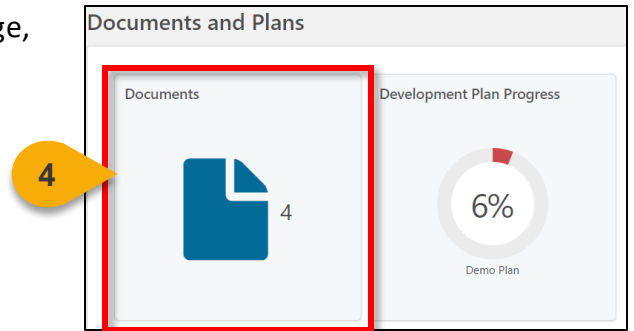 ge,
Documents and Plans
Documents
Development Plan Progress
4
4
6%
Demo Plan